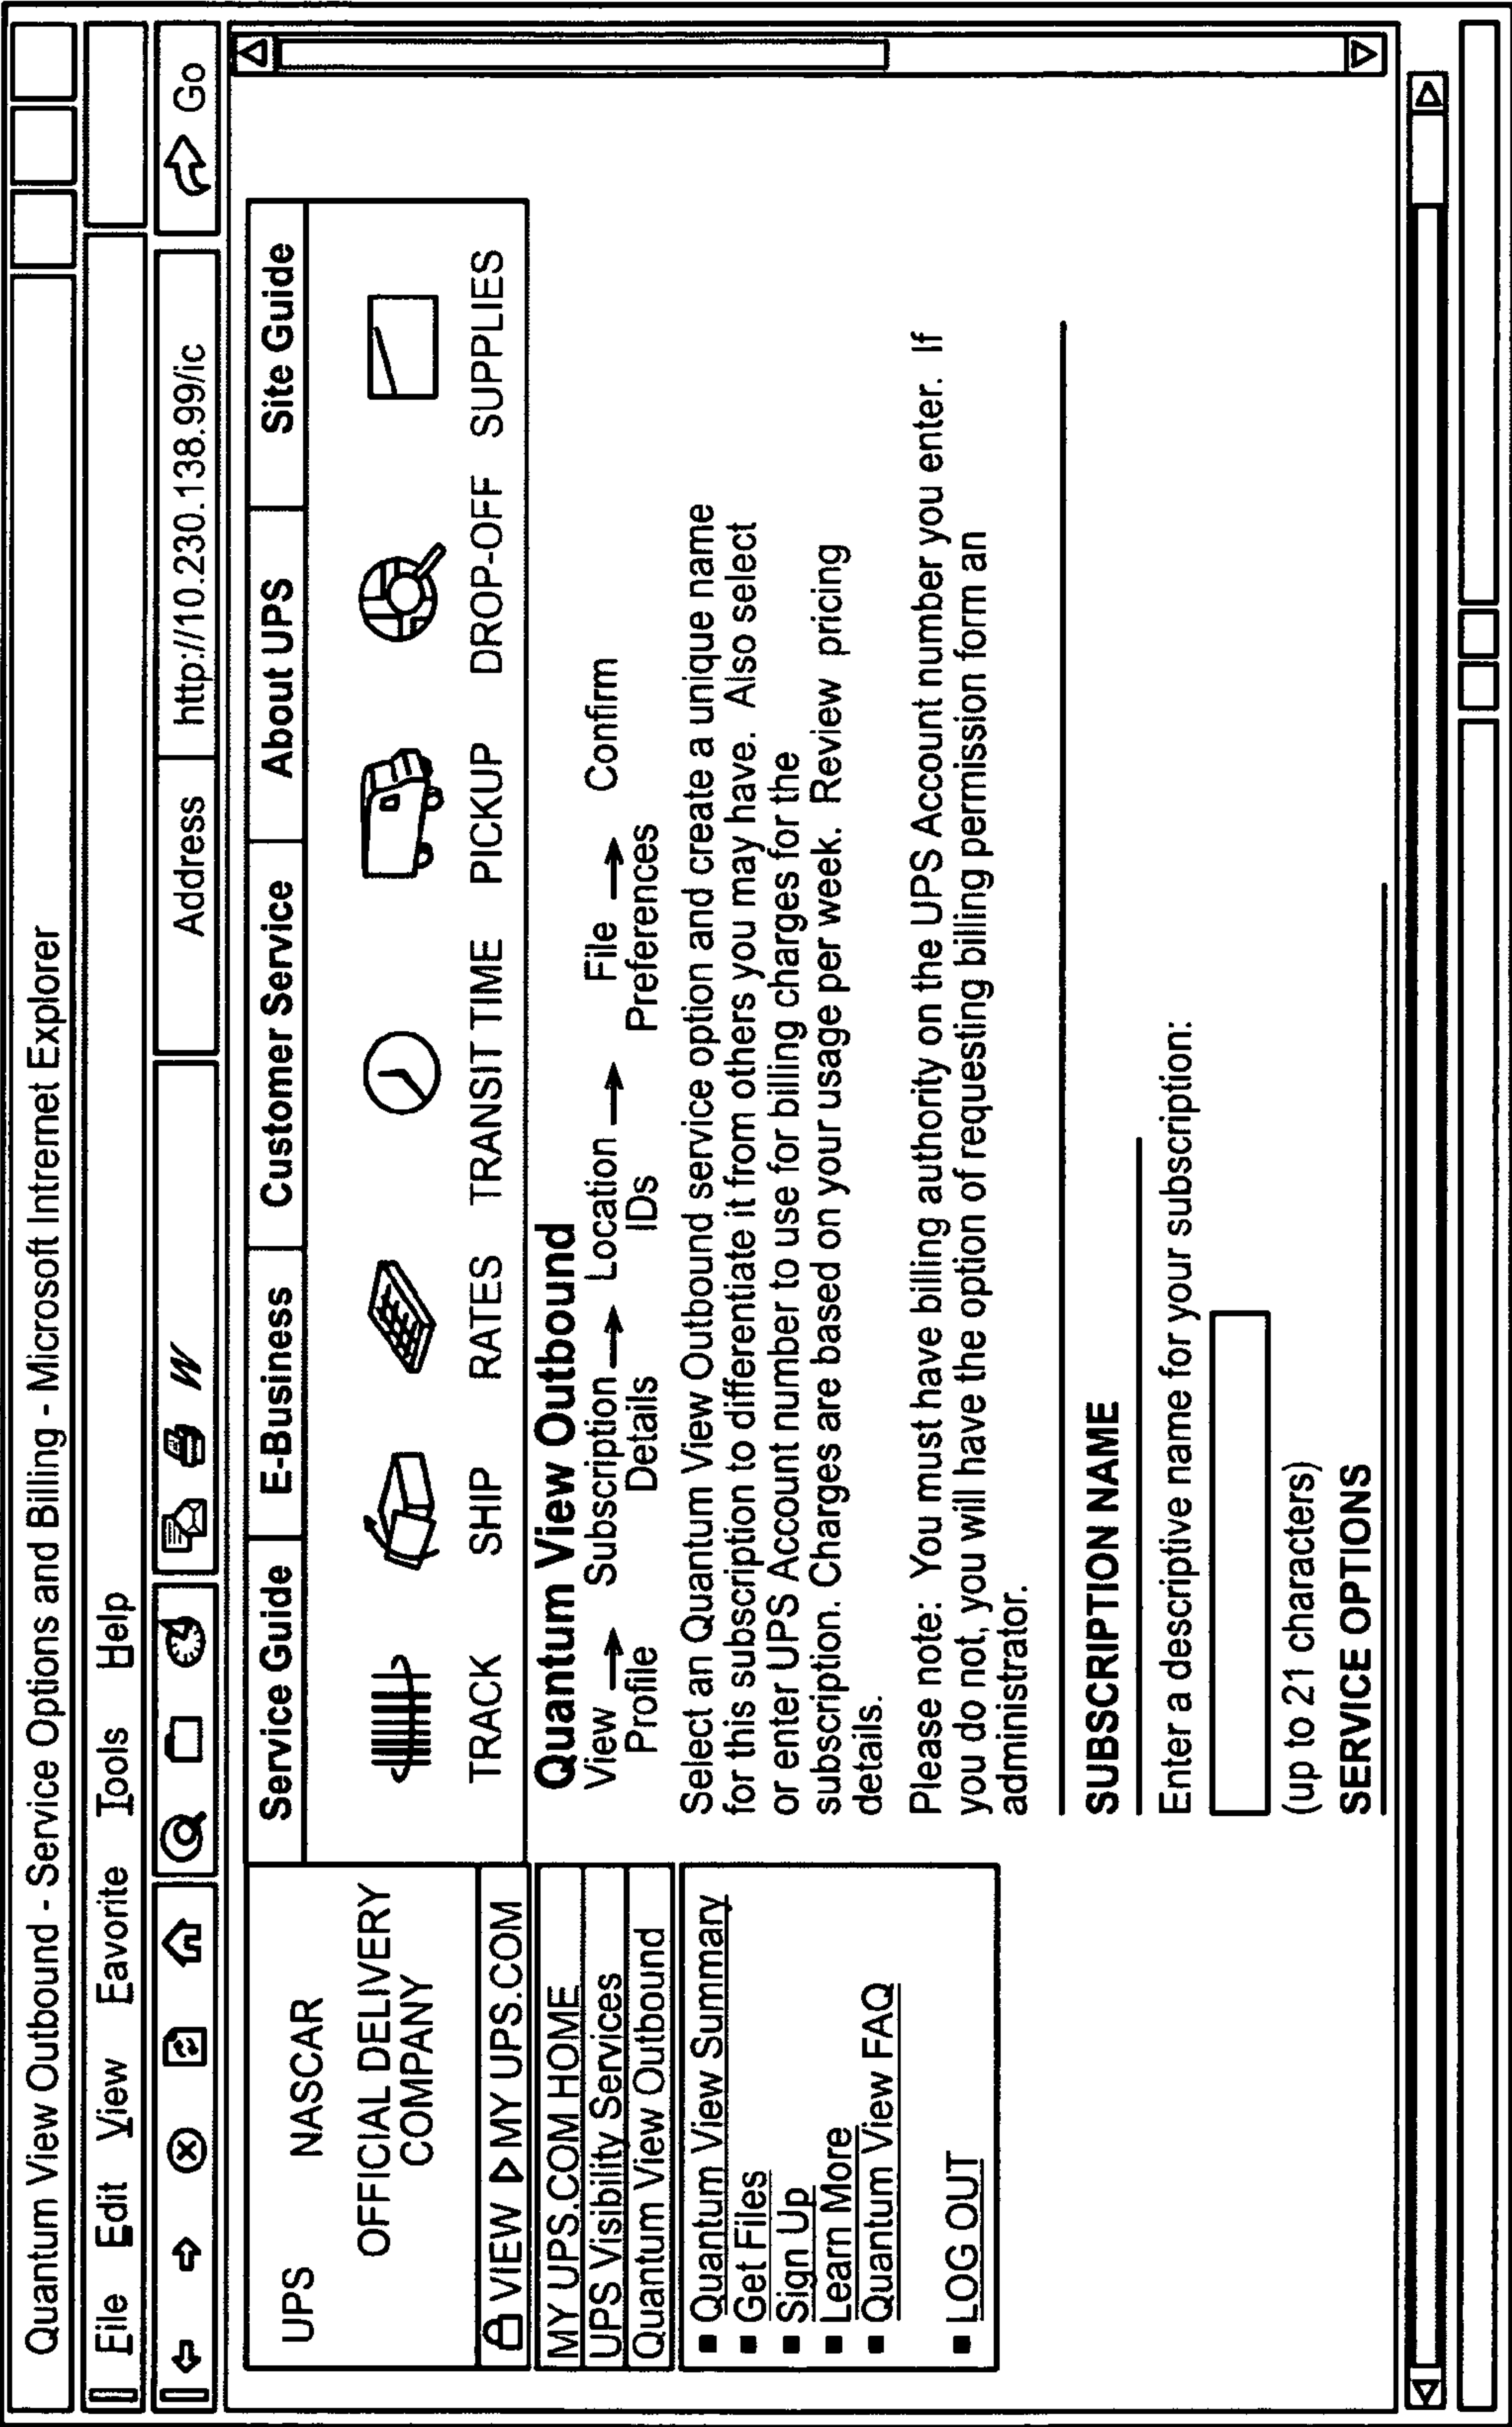 Quantum View Outbound - Service Options and Billing - Microsoft Intremet Explorer
File Edit View Eavorite Tools Help
W Address http://10.230.138.99/ic Go
UPS NASCAR
OFFICIAL DELIVERY
COMPANY
VIEW MY UPS.COM
MY UPS.COM HOME
UPS Visibility Services
Quantum View Outbound
Quantum View Summary
Get Files
Sign Up
Learn More
Quantum View FAQ
LOG OUT
Service Guide E-Business Customer Service About UPS Site Guide
TRACK SHIP RATES TRANSIT TIME PICKUP DROP-OFF SUPPLIES
Quantum View Outbound
View → Subscription → Location → File → Confirm
Profile Details IDs Preferences
Select an Quantum View Outbound service option and create a unique name
for this subscription to differentiate it from others you may have. Also select
or enter UPS Account number to use for billing charges for the
subscription. Charges are based on your usage per week. Review pricing
details.
Please note: You must have billing authority on the UPS Account number you enter. If
you do not, you will have the option of requesting billing permission form an
administrator.
SUBSCRIPTION NAME
Enter a descriptive name for your subscription:
(up to 21 characters)
SERVICE OPTIONS